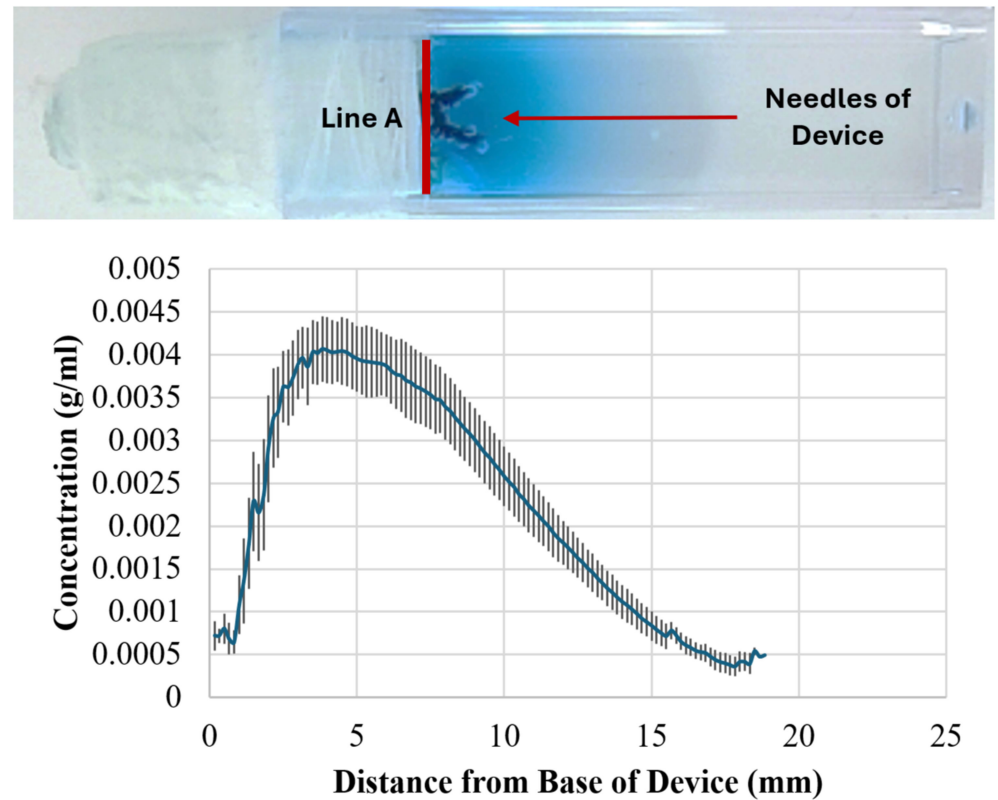 Line A
Needles of
Device
0.005
0.0045
0.004
0.0035
0.003
0.0025
0.002
0.0015
0.001
0.0005
0
0 5 10 15 20 25
Concentration (g/ml)
Distance from Base of Device (mm)